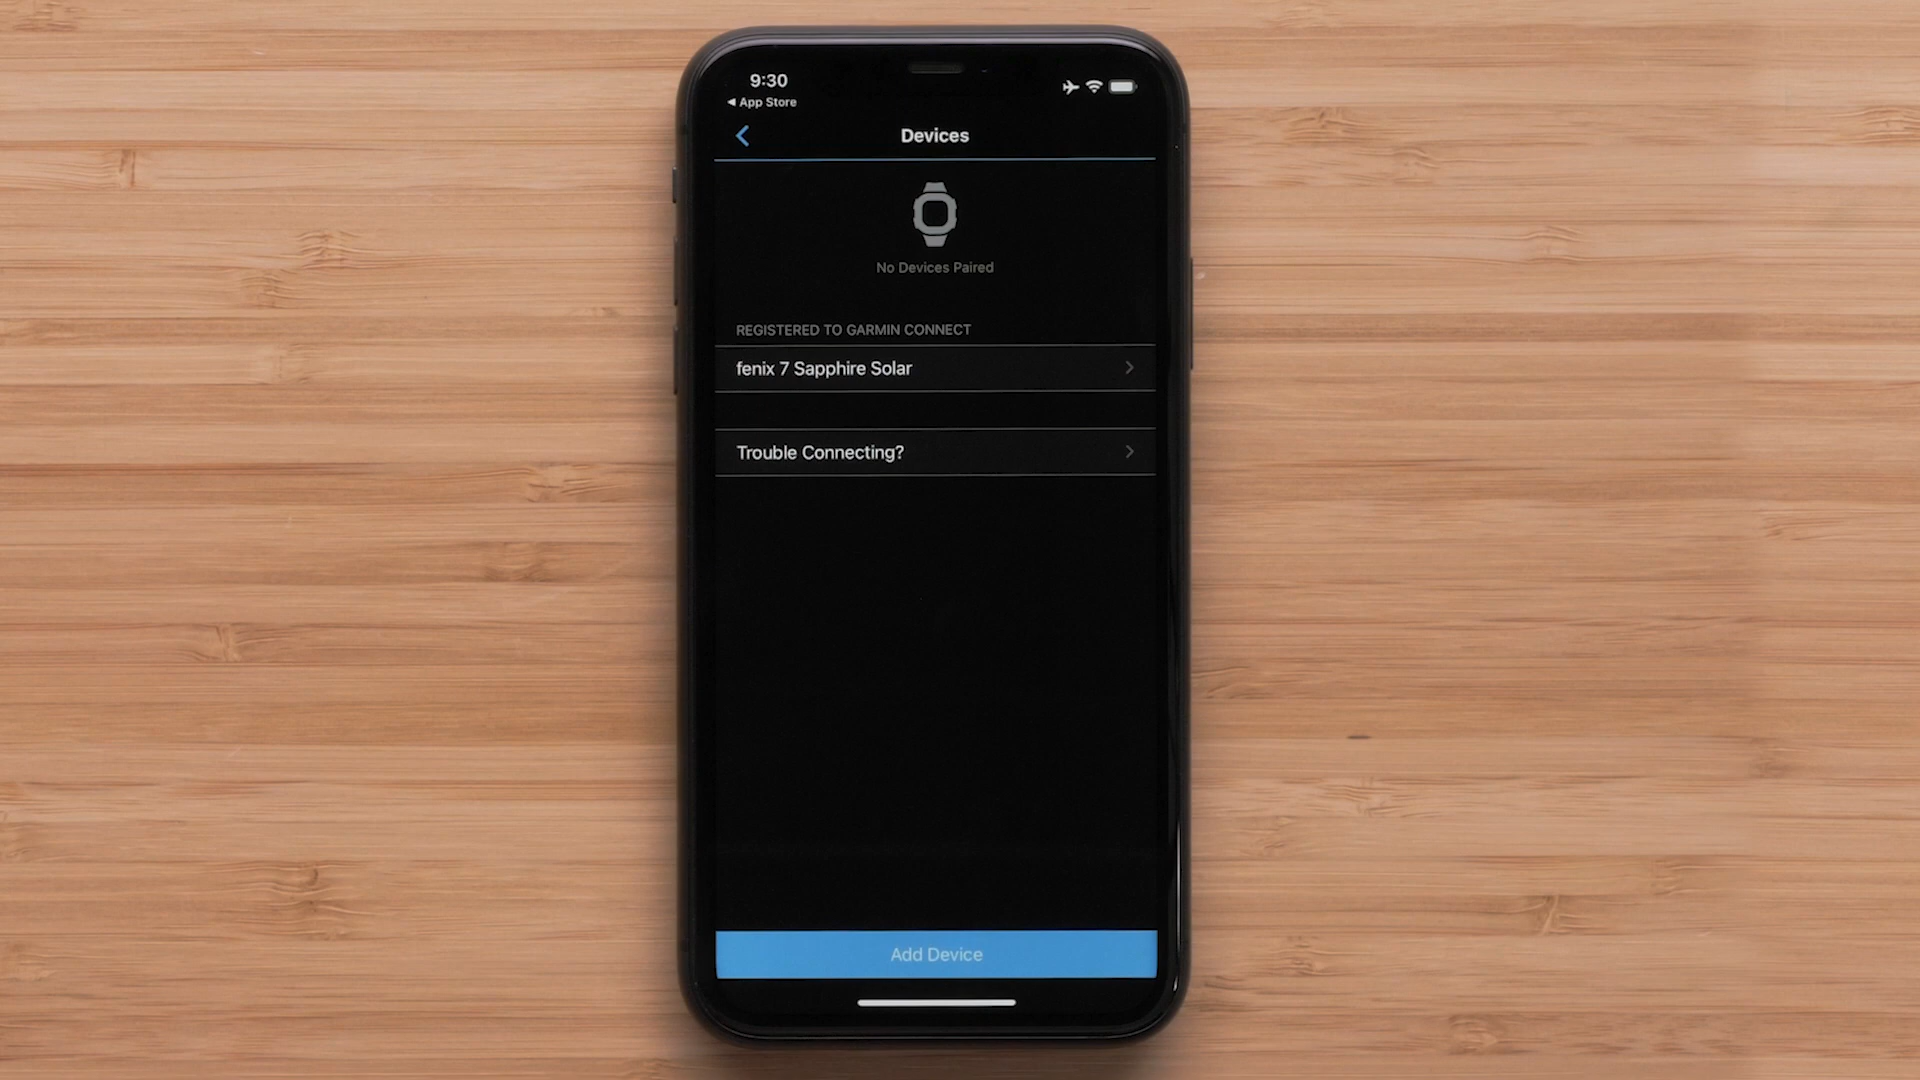 9:30
App Store
Devices
No Devices Paired
REGISTERED TO GARMIN CONNECT
fenix 7 Sapphire Solar
Trouble Connecting?
Add Device